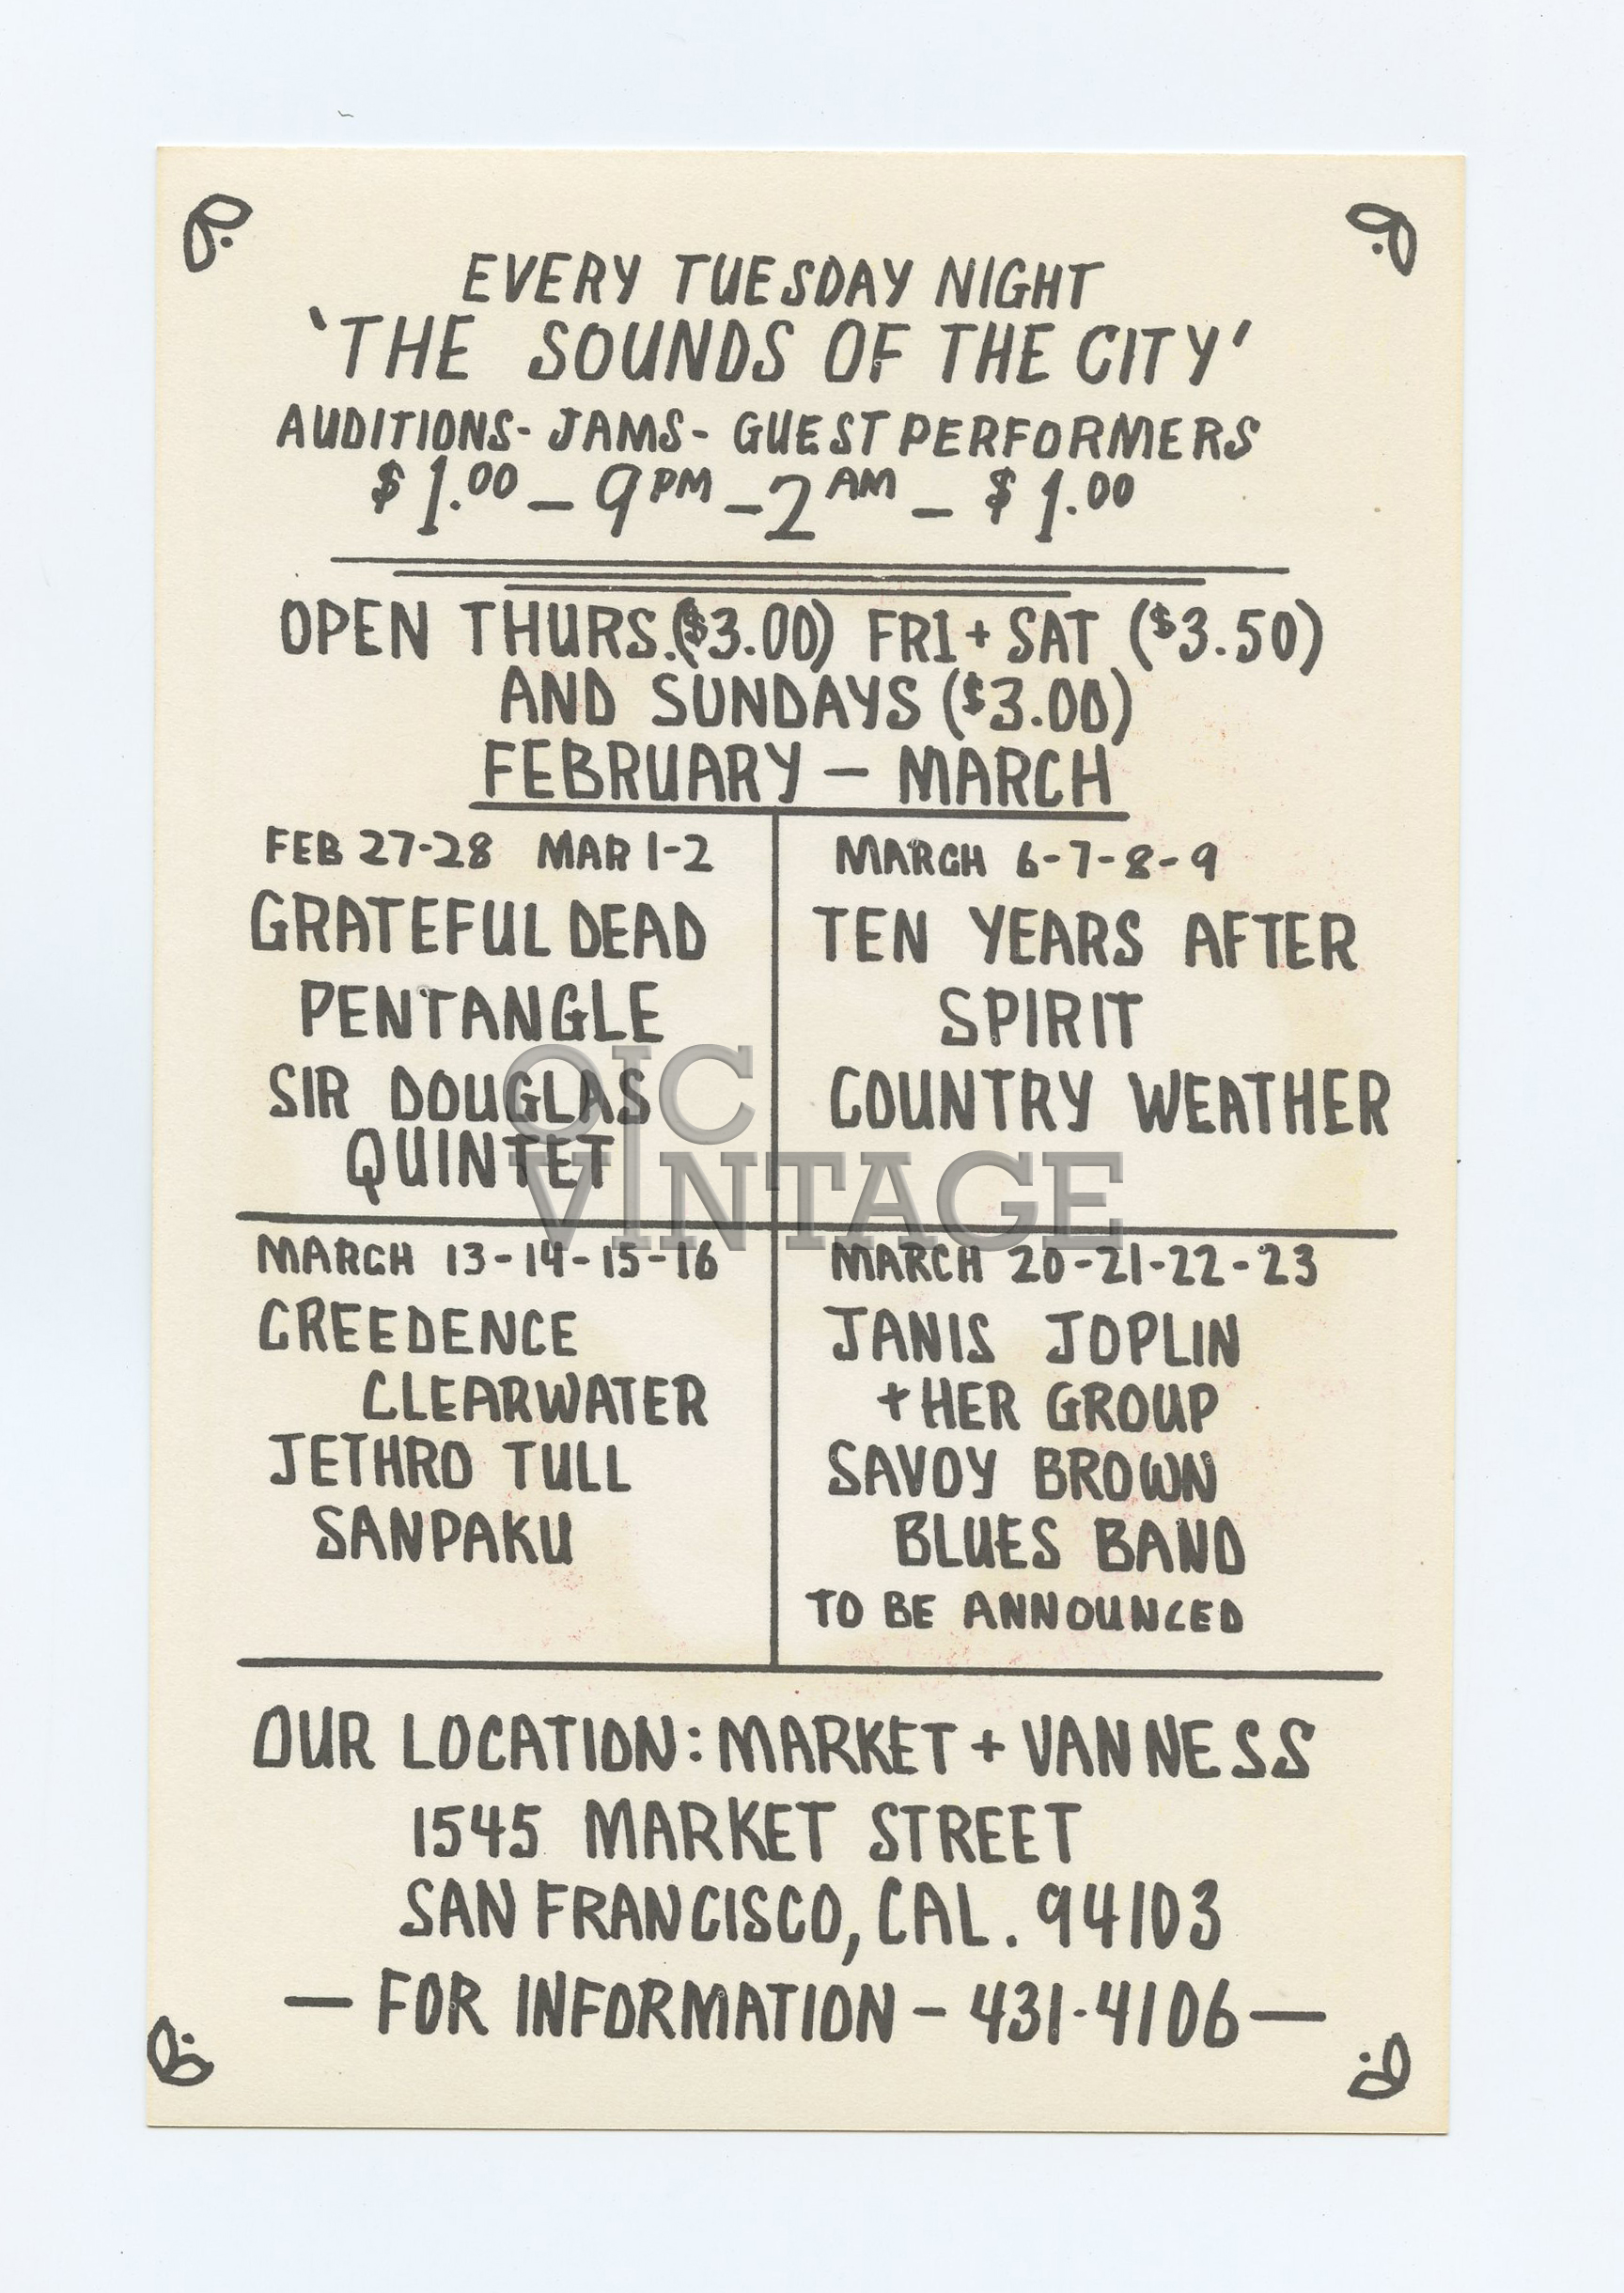 EVERY TUESDAY NIGHT
'THE SOUNDS OF THE CITY'
AUDITIONS - JAMS - GUEST PERFORMERS
$1.00 — 9 PM — 2 AM — $1.00
OPEN THURS. ($3.00) FRI + SAT ($3.50)
AND SUNDAYS ($3.00)
FEBRUARY — MARCH
FEB 27-28 MAR 1-2
GRATEFUL DEAD
PENTANGLE
SIR DOUGLAS
QUINTET
MARCH 6-7-8-9
TEN YEARS AFTER
SPIRIT
COUNTRY WEATHER
MARCH 13-14-15-16
CREEDENCE
CLEARWATER
JETHRO TULL
SANPAKU
MARCH 20-21-22-23
JANIS JOPLIN
+ HER GROUP
SAVOY BROWN
BLUES BAND
TO BE ANNOUNCED
OUR LOCATION: MARKET + VAN NESS
1545 MARKET STREET
SAN FRANCISCO, CAL. 94103
— FOR INFORMATION — 431-4106 —
OIC
VINTAGE